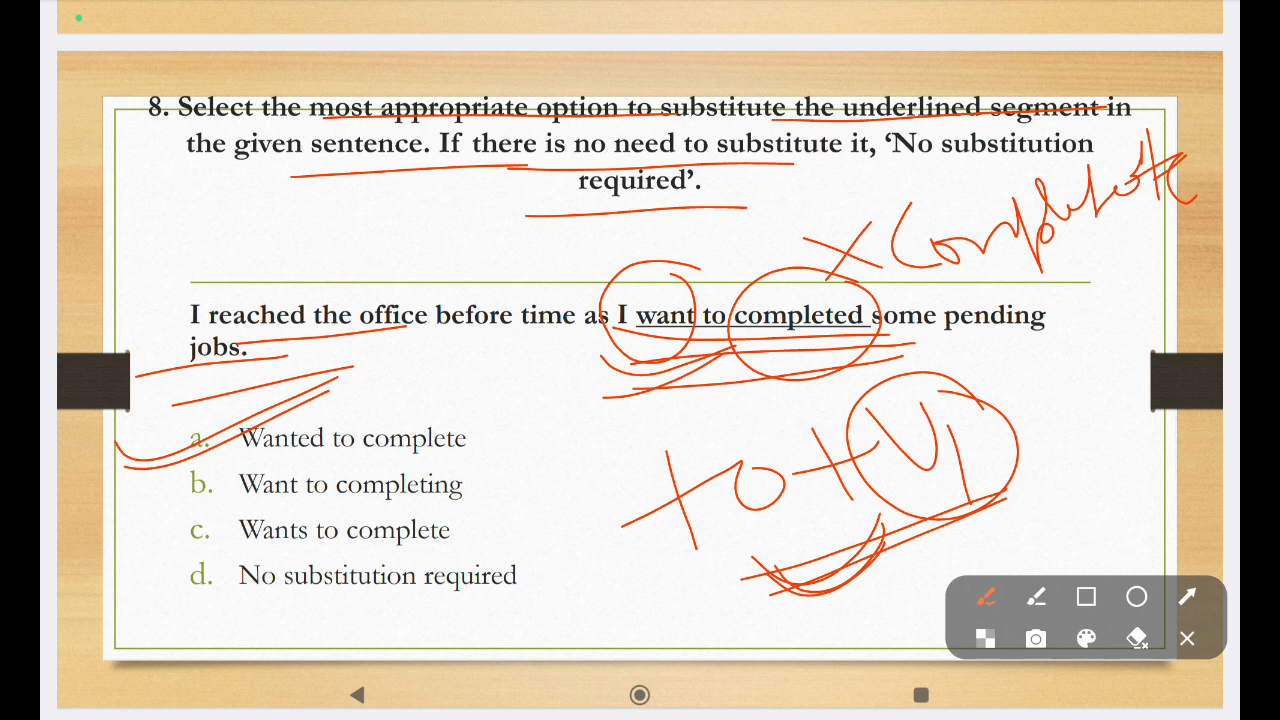 8. Select the most appropriate option to substitute the underlined segment in
the given sentence. If there is no need to substitute it, ‘No substitution
required’.
× Complete
I reached the office before time as I want to completed some pending
jobs.
to + V1
a. Wanted to complete
b. Want to completing
c. Wants to complete
d. No substitution required